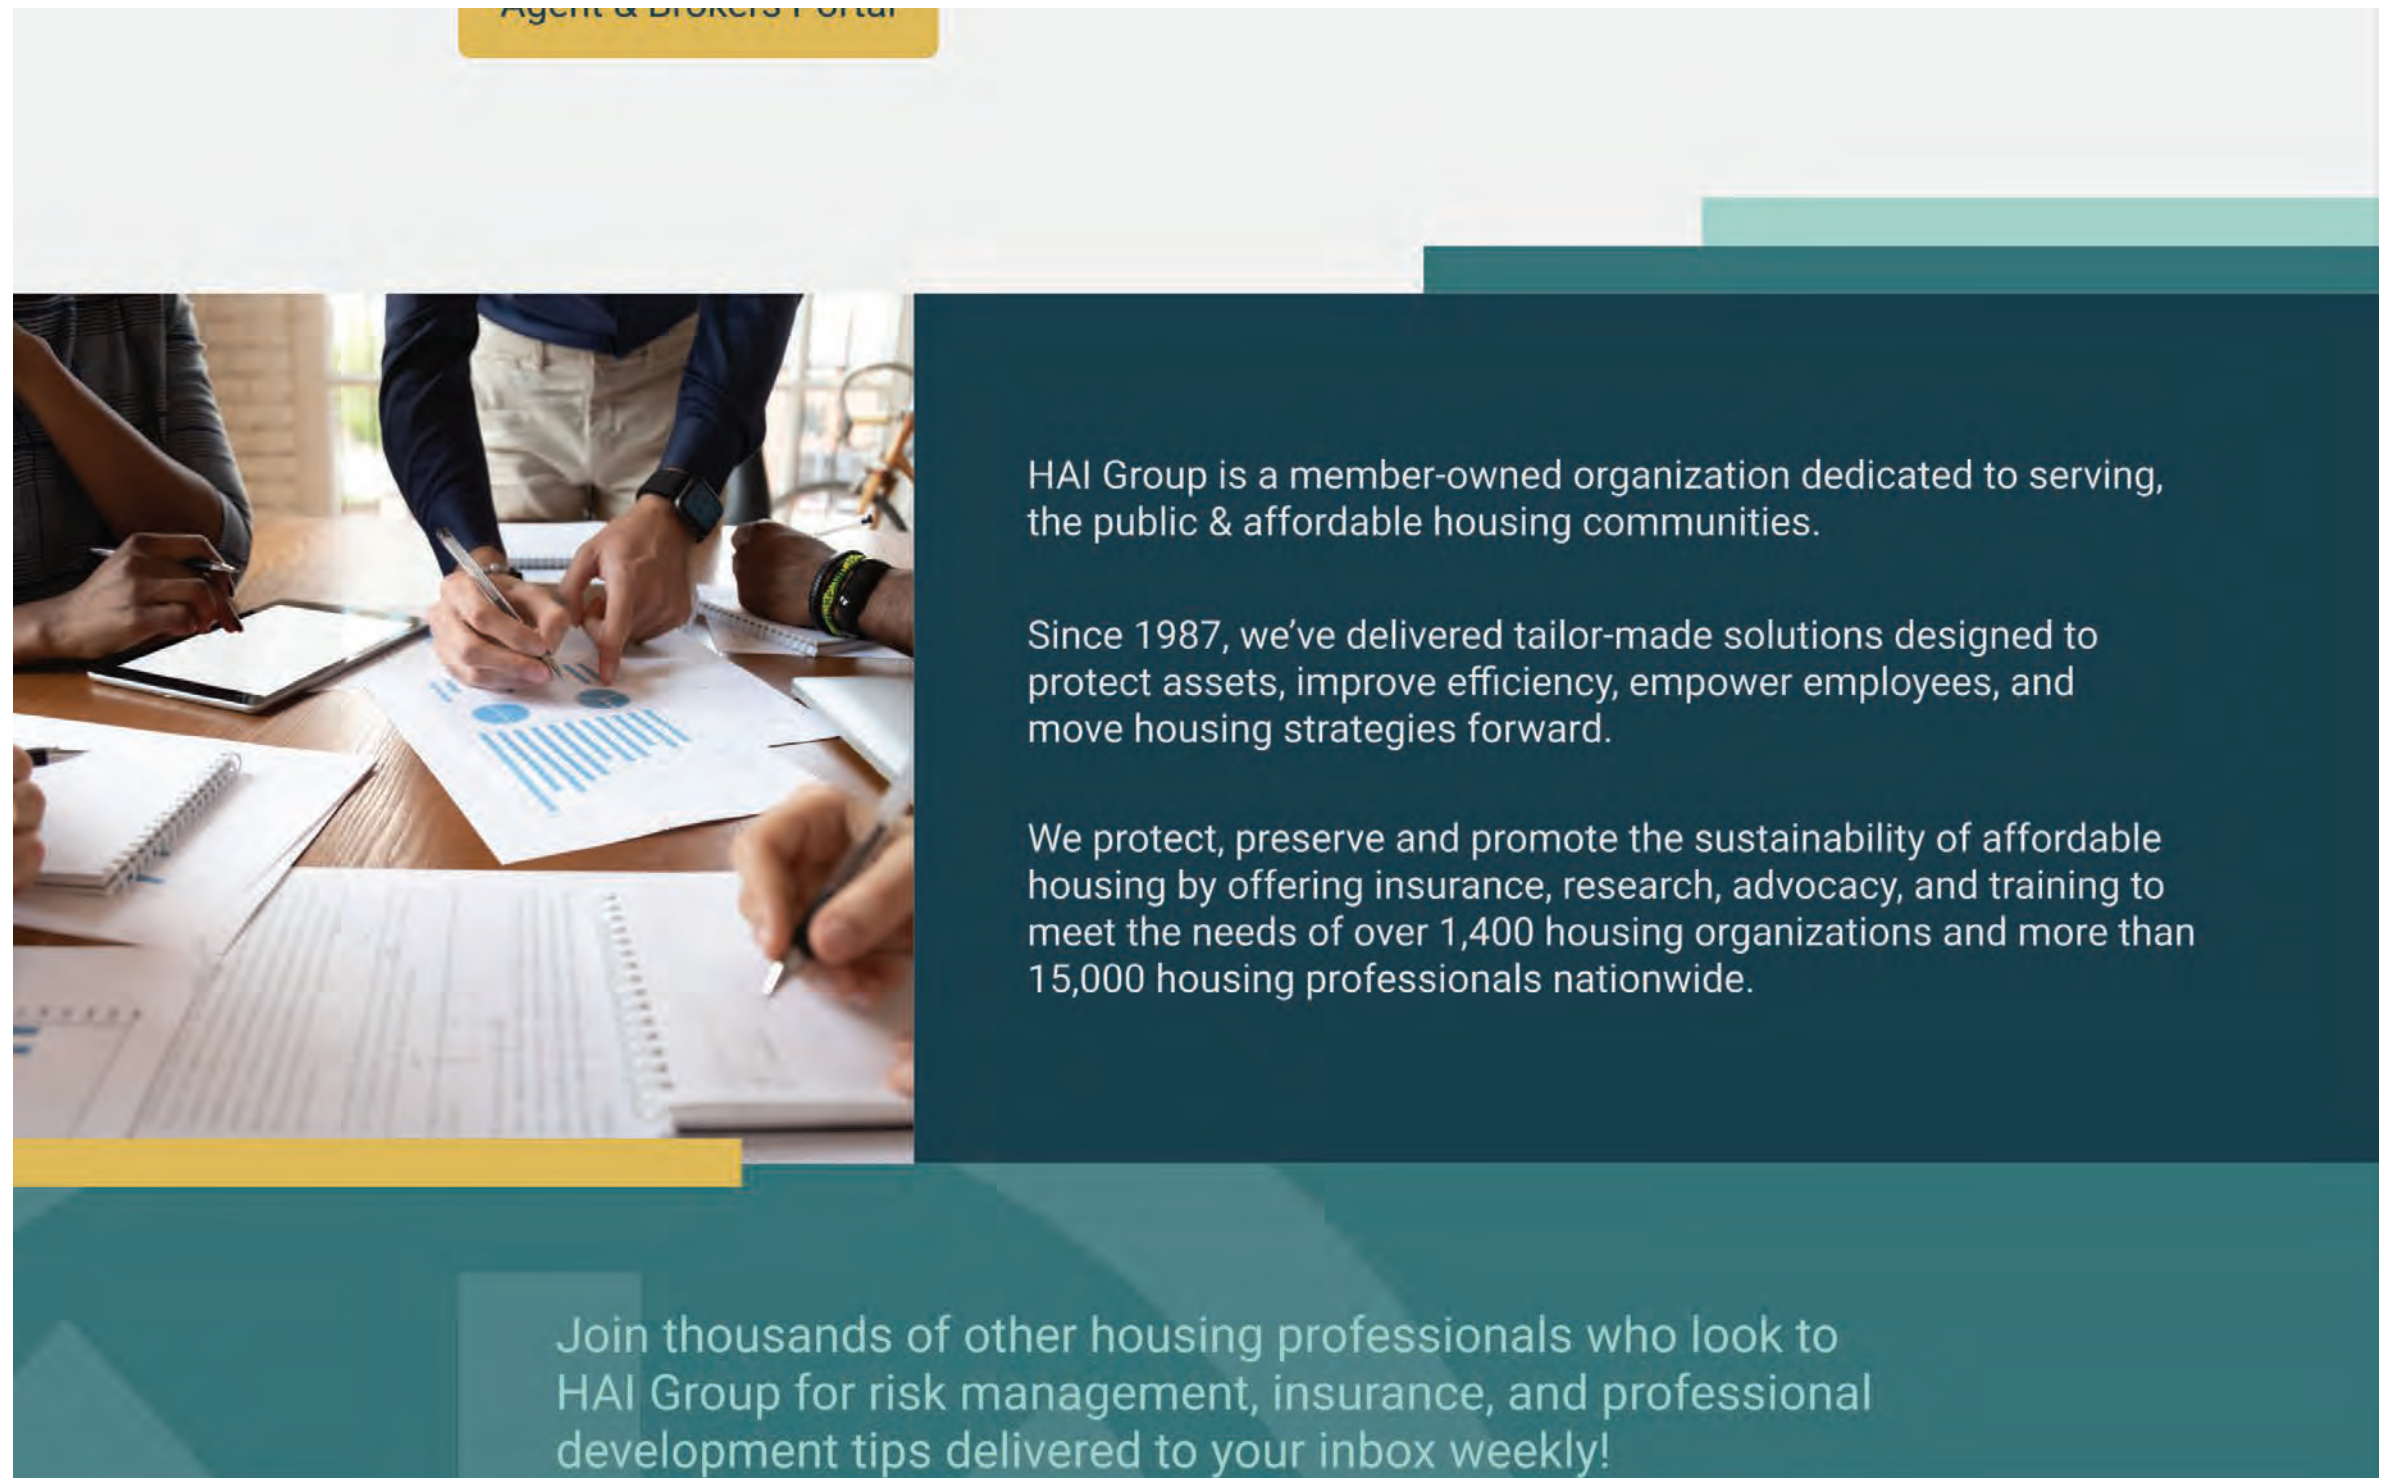 Agent & Brokers Portal
HAI Group is a member-owned organization dedicated to serving,
the public & affordable housing communities.
Since 1987, we’ve delivered tailor-made solutions designed to
protect assets, improve efficiency, empower employees, and
move housing strategies forward.
We protect, preserve and promote the sustainability of affordable
housing by offering insurance, research, advocacy, and training to
meet the needs of over 1,400 housing organizations and more than
15,000 housing professionals nationwide.
Join thousands of other housing professionals who look to
HAI Group for risk management, insurance, and professional
development tips delivered to your inbox weekly!